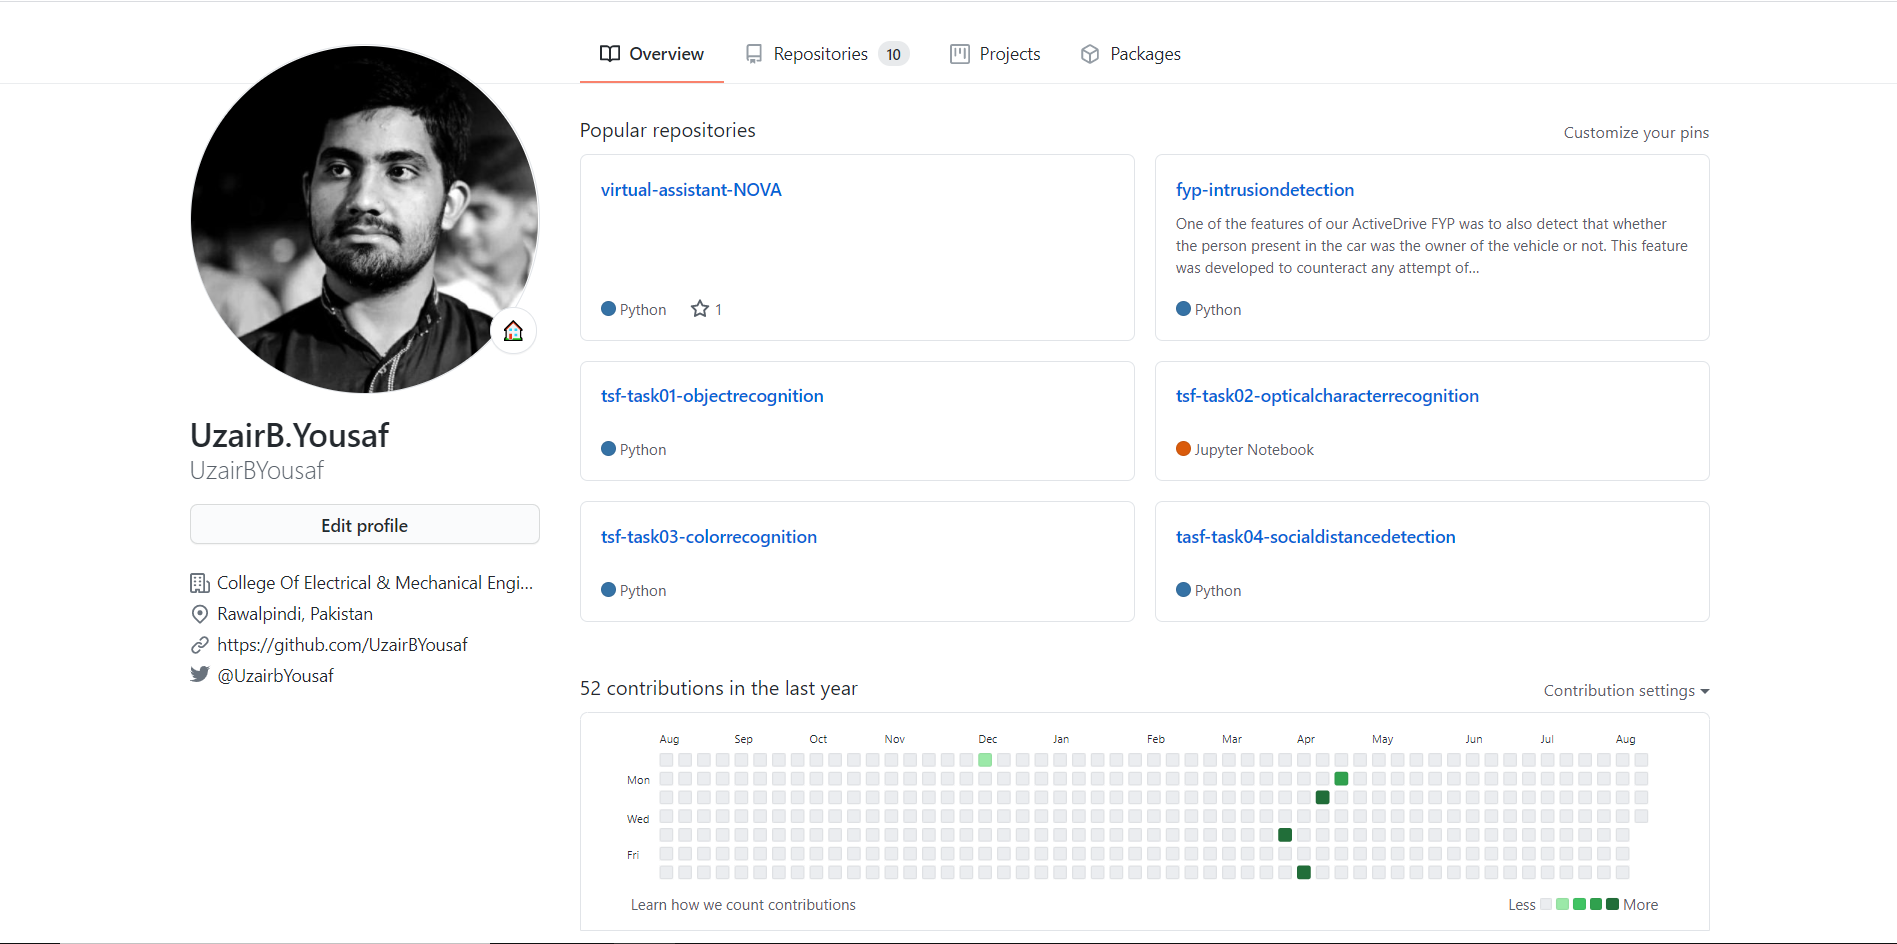 Overview
Repositories 10
Projects
Packages
UzairB.Yousaf
UzairBYousaf
Edit profile
College Of Electrical & Mechanical Engi...
Rawalpindi, Pakistan
https://github.com/UzairBYousaf
@UzairbYousaf
Popular repositories
Customize your pins
virtual-assistant-NOVA
Python 1
fyp-intrusiondetection
One of the features of our ActiveDrive FYP was to also detect that whether
the person present in the car was the owner of the vehicle or not. This feature
was developed to counteract any attempt of...
Python
tsf-task01-objectrecognition
Python
tsf-task02-opticalcharacterrecognition
Jupyter Notebook
tsf-task03-colorrecognition
Python
tasf-task04-socialdistancedetection
Python
52 contributions in the last year
Contribution settings
Aug Sep Oct Nov Dec Jan Feb Mar Apr May Jun Jul Aug
Mon
Wed
Fri
Learn how we count contributions
Less More